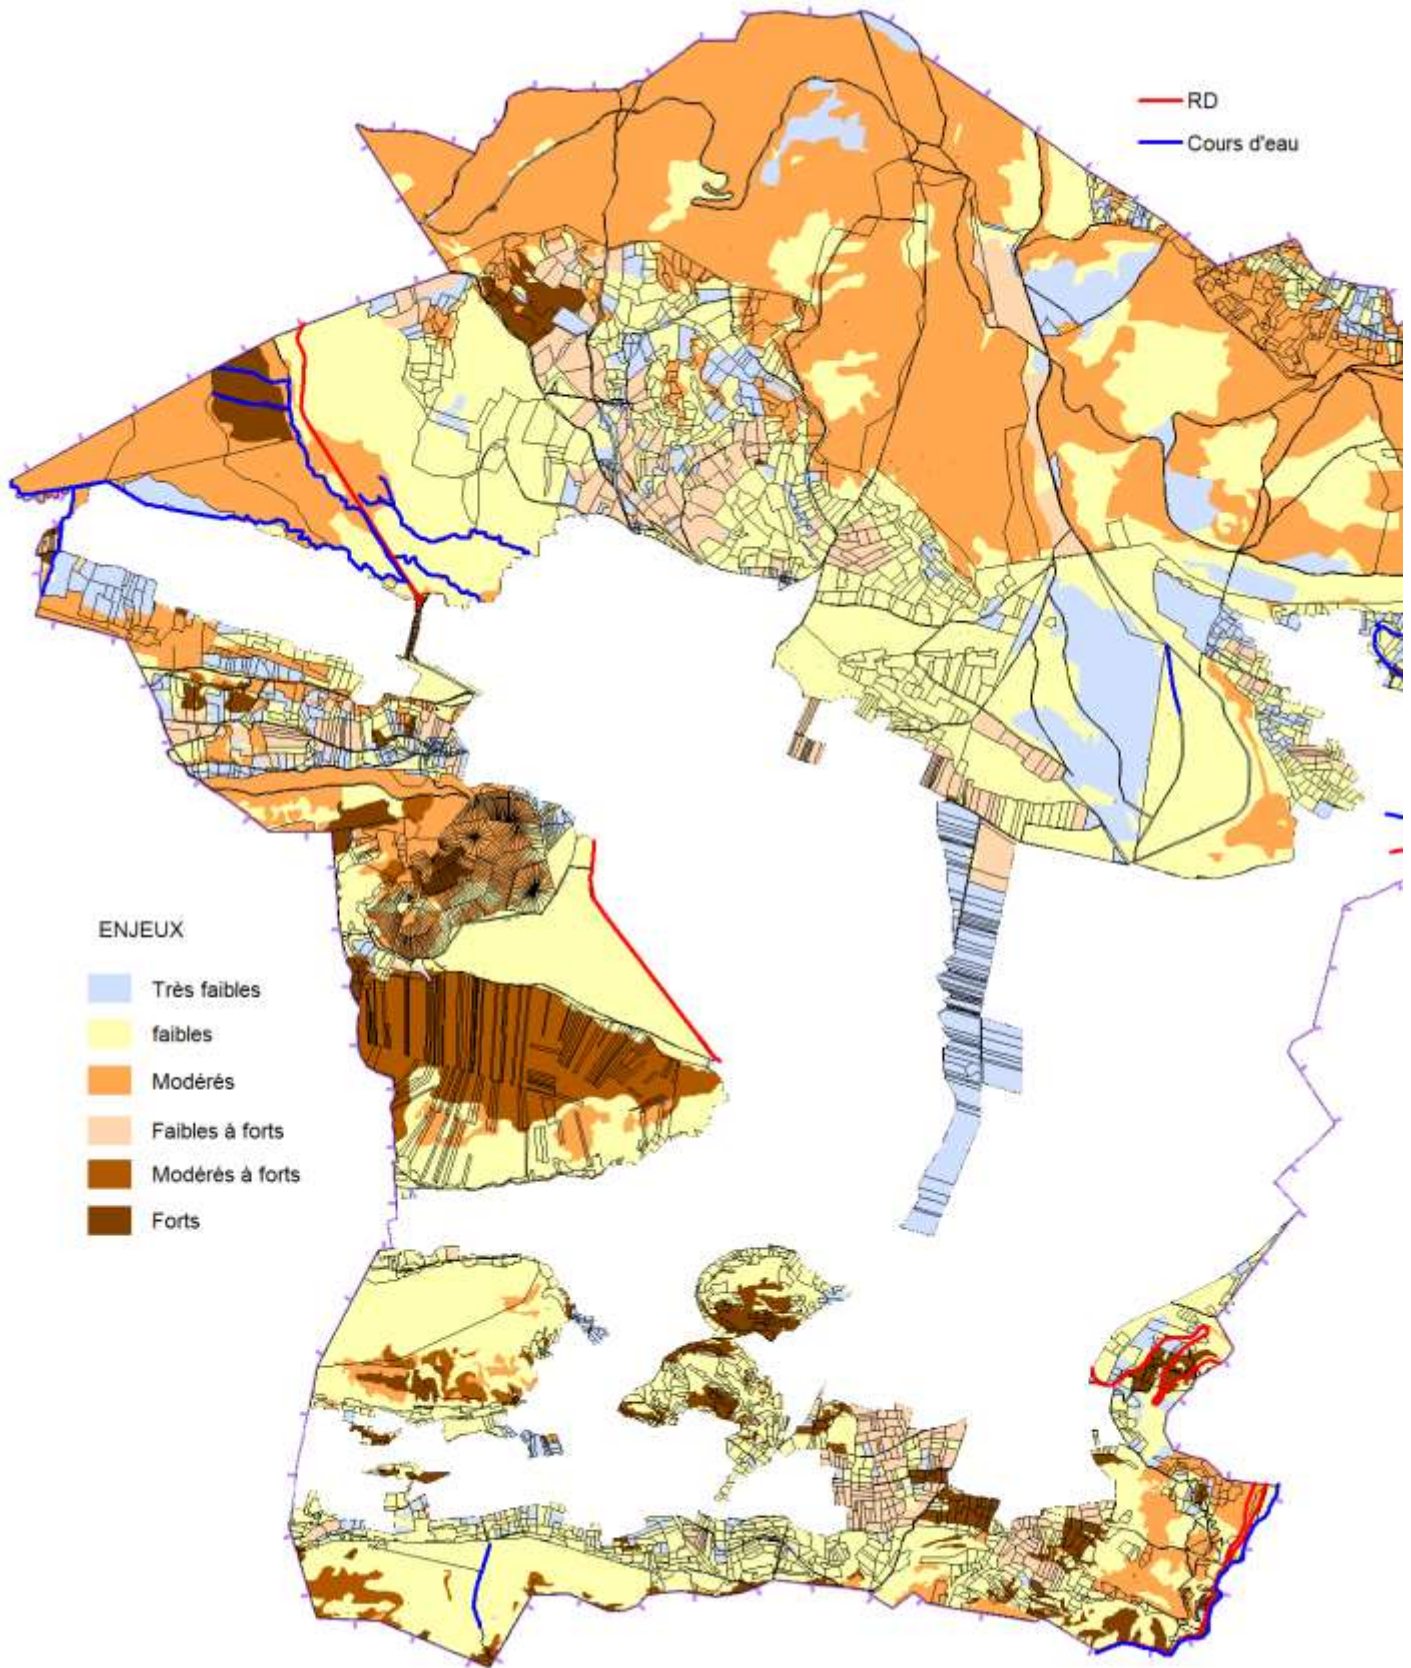 RD
Cours d'eau
ENJEUX
Très faibles
faibles
Modérés
Faibles à forts
Modérés à forts
Forts